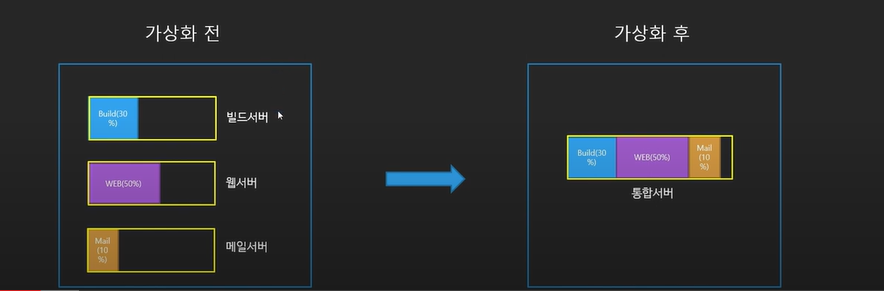 가상화 전
가상화 후
Build(30
%)
빌드서버
WEB(50%)
웹서버
Mail
(10
%)
메일서버
Build(30
%)
WEB(50%)
Mail
(10
%)
통합서버